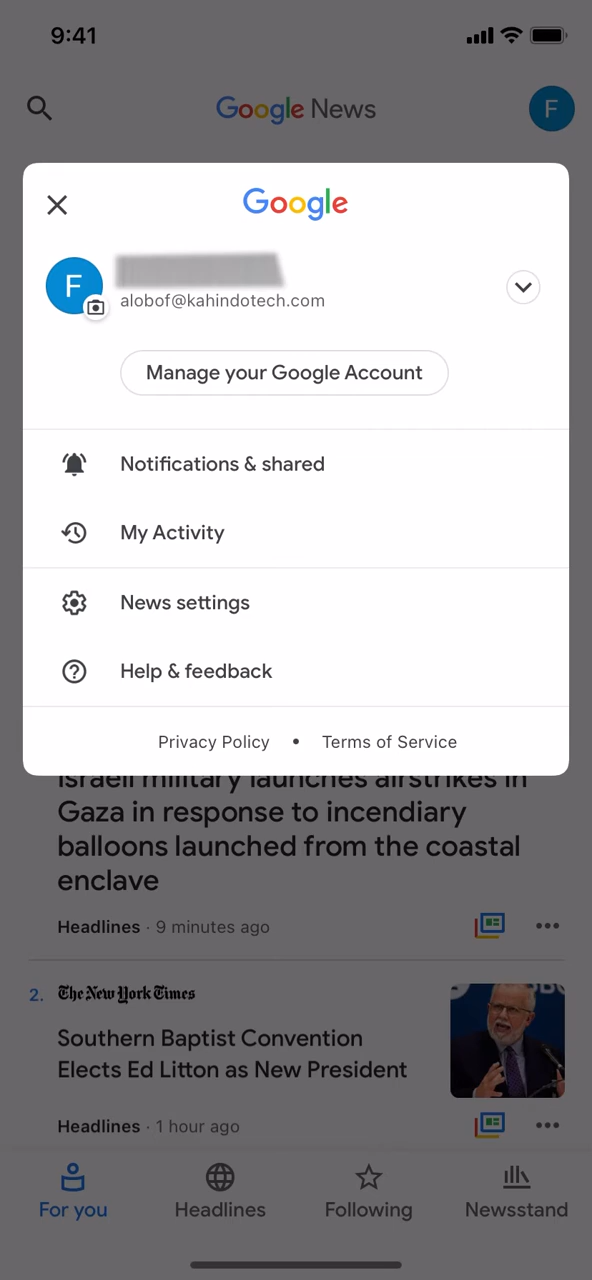 9:41
Google News
F
Google
F
alobof@kahindotech.com
Manage your Google Account
Notifications & shared
My Activity
News settings
Help & feedback
Privacy Policy • Terms of Service
Israeli military launches airstrikes in
Gaza in response to incendiary
balloons launched from the coastal
enclave
Headlines · 9 minutes ago
2. The New York Times
Southern Baptist Convention
Elects Ed Litton as New President
Headlines · 1 hour ago
For you
Headlines
Following
Newsstand